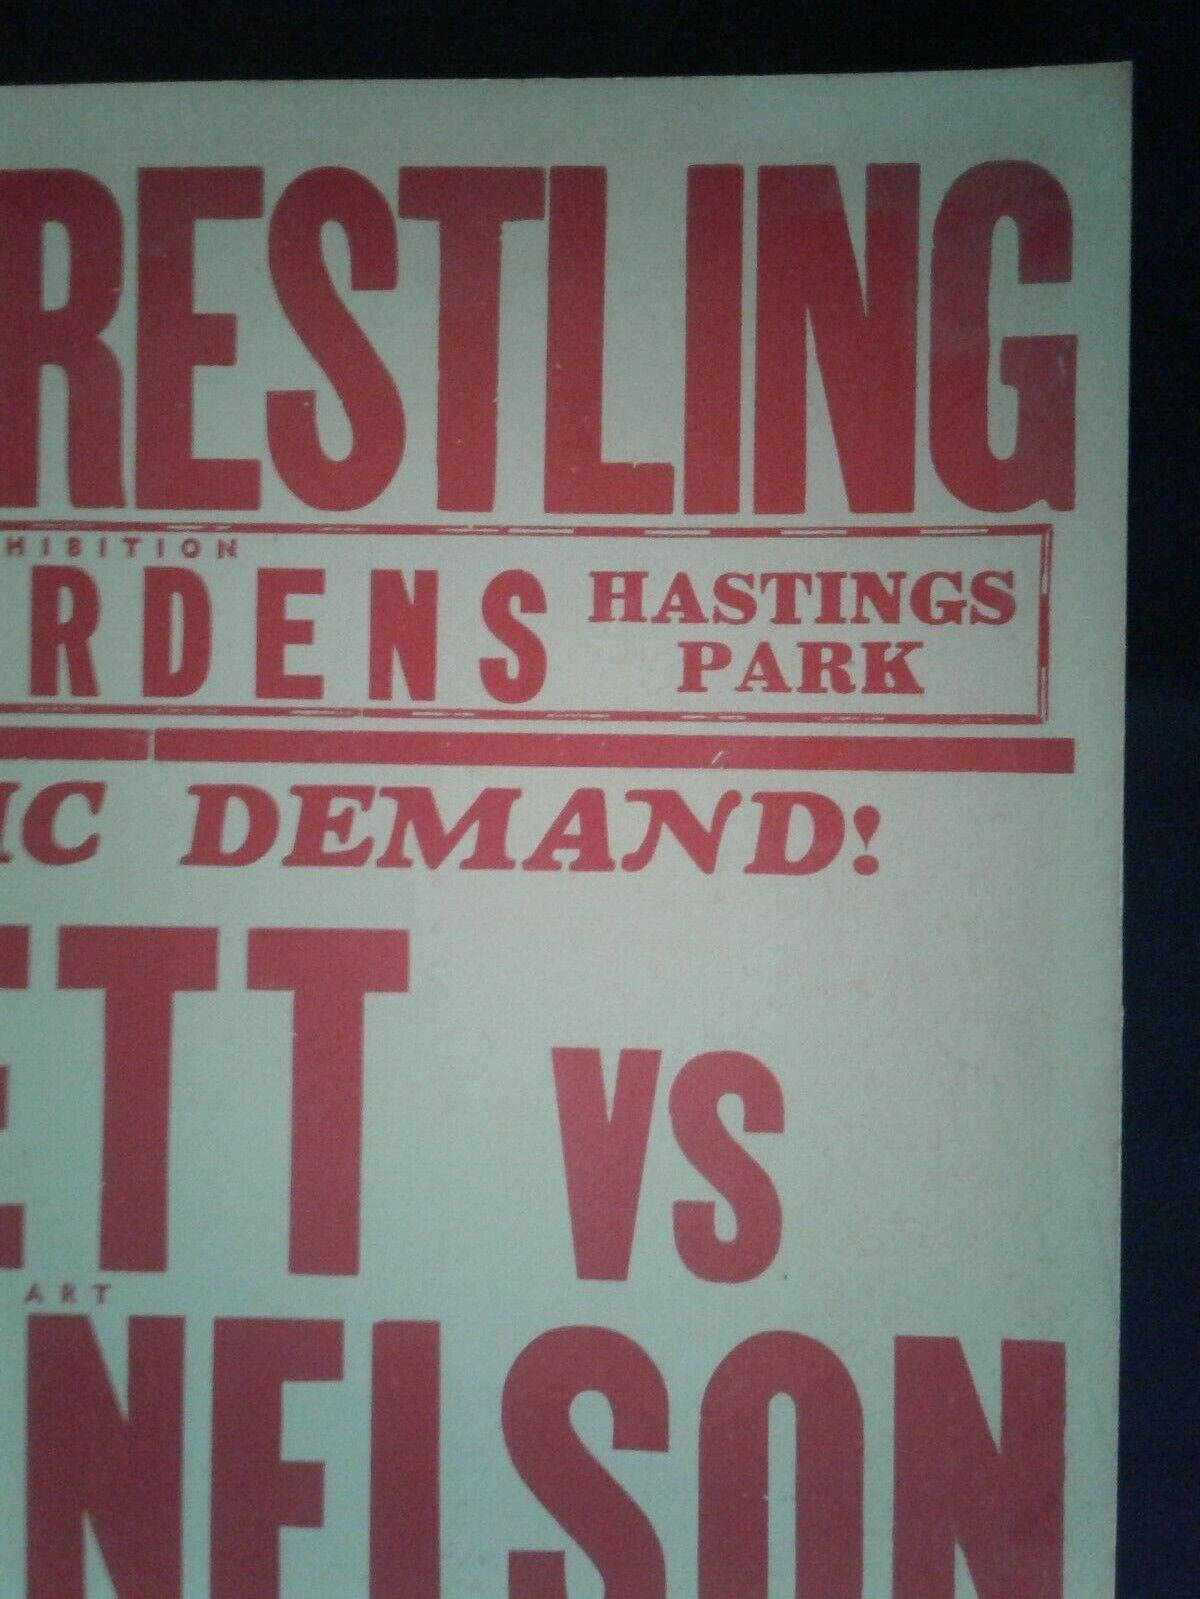 RESTLING
HIBITION
RDENS HASTINGS
PARK
IC DEMAND!
ETT VS
ART
NELSON